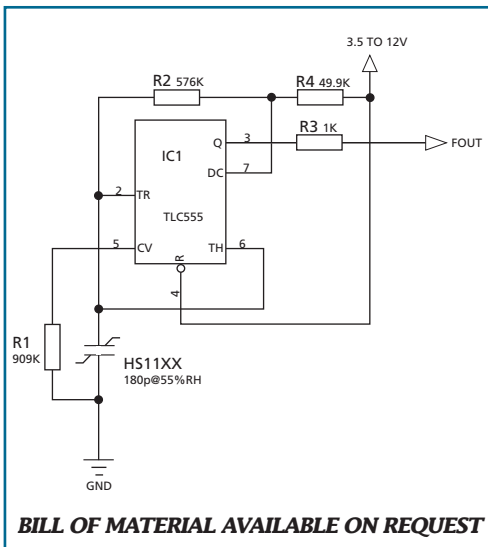 3.5 TO 12V
R2 576K
R4 49.9K
R3 1K
FOUT
IC1
Q
3
DC
7
2
TR
TLC555
5
CV
TH
6
R
4
R1
909K
HS11XX
180p@55%RH
GND
BILL OF MATERIAL AVAILABLE ON REQUEST